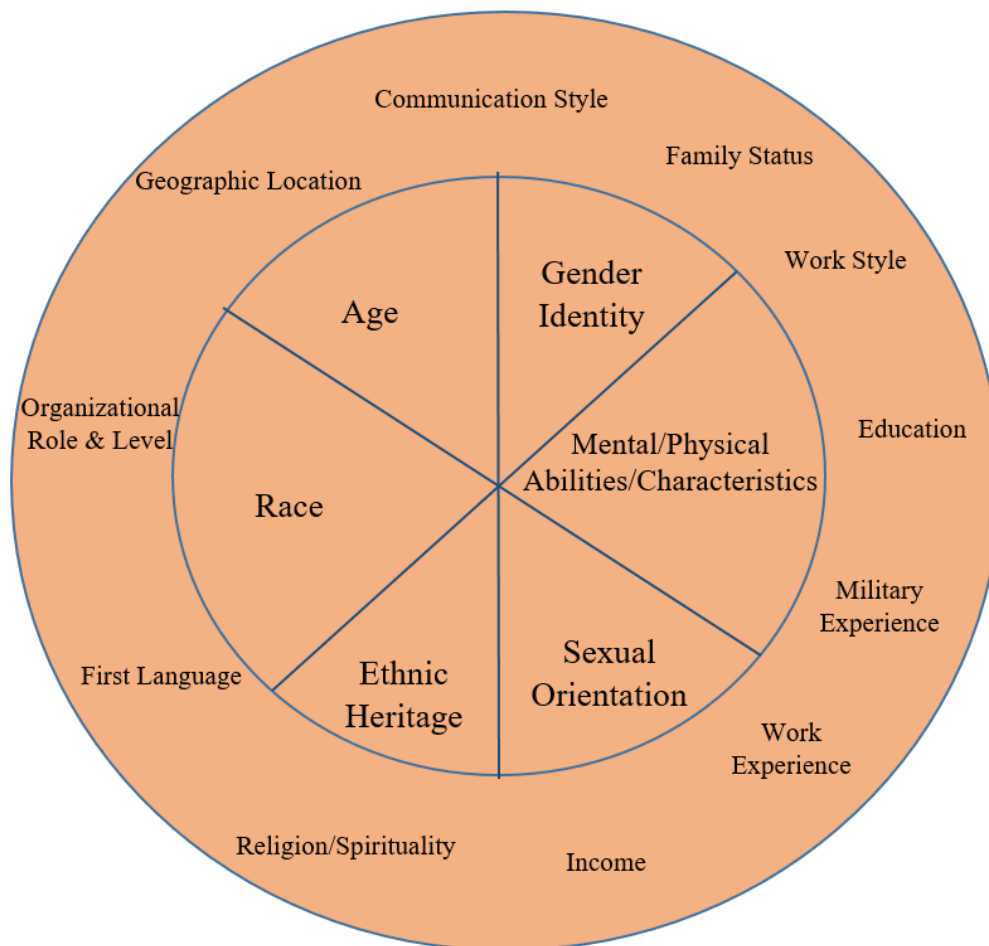 Communication Style
Family Status
Geographic Location
Work Style
Gender
Identity
Age
Organizational
Role & Level
Education
Mental/Physical
Abilities/Characteristics
Race
Military
Experience
Sexual
Orientation
Ethnic
Heritage
First Language
Work
Experience
Religion/Spirituality
Income